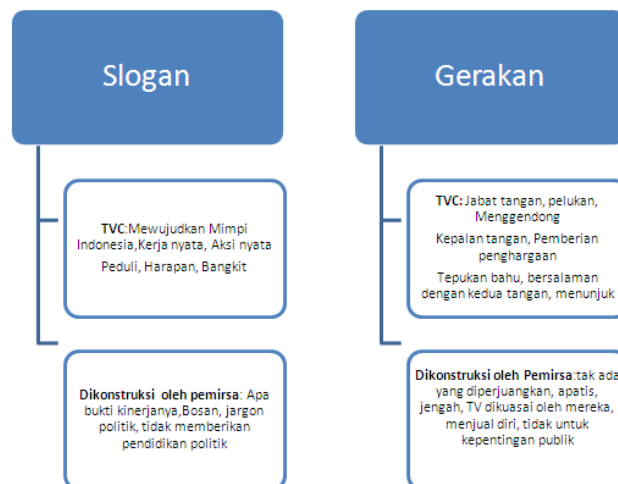 Slogan
TVC:Mewujudkan Mimpi
Indonesia,Kerja nyata, Aksi nyata
Peduli, Harapan, Bangkit
Dikonstruksi oleh pemirsa: Apa
bukti kinerjanya,Bosan, jargon
politik, tidak memberikan
pendidikan politik
Gerakan
TVC: Jabat tangan, pelukan,
Menggendong
Kepalan tangan, Pemberian
penghargaan
Tepukan bahu, bersalaman
dengan kedua tangan, menunjuk
Dikonstruksi oleh Pemirsa:tak ada
yang diperjuangkan, apatis,
jengah, TV dikuasai oleh mereka,
menjual diri, tidak untuk
kepentingan publik